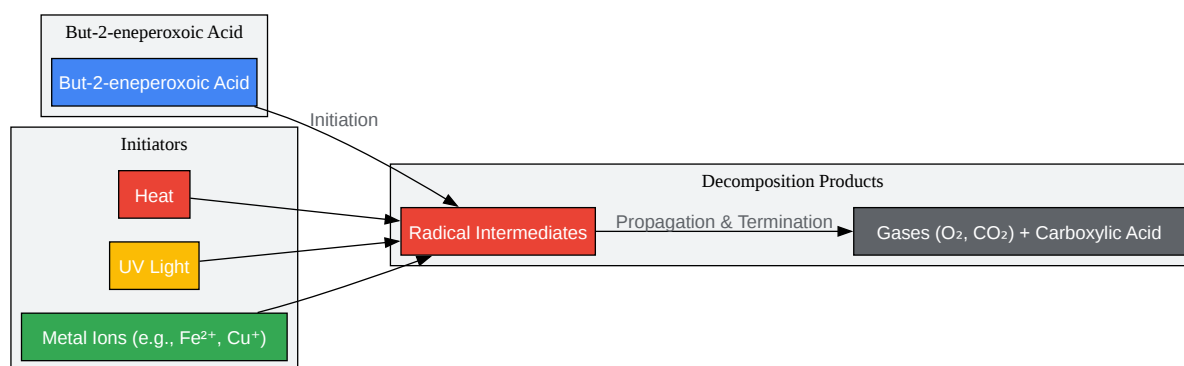 But-2-eneperoxoic Acid
But-2-eneperoxoic Acid
Initiation
Initiators
Heat
UV Light
Metal Ions (e.g., Fe²⁺, Cu⁺)
Decomposition Products
Radical Intermediates
Propagation & Termination
Gases (O₂, CO₂) + Carboxylic Acid